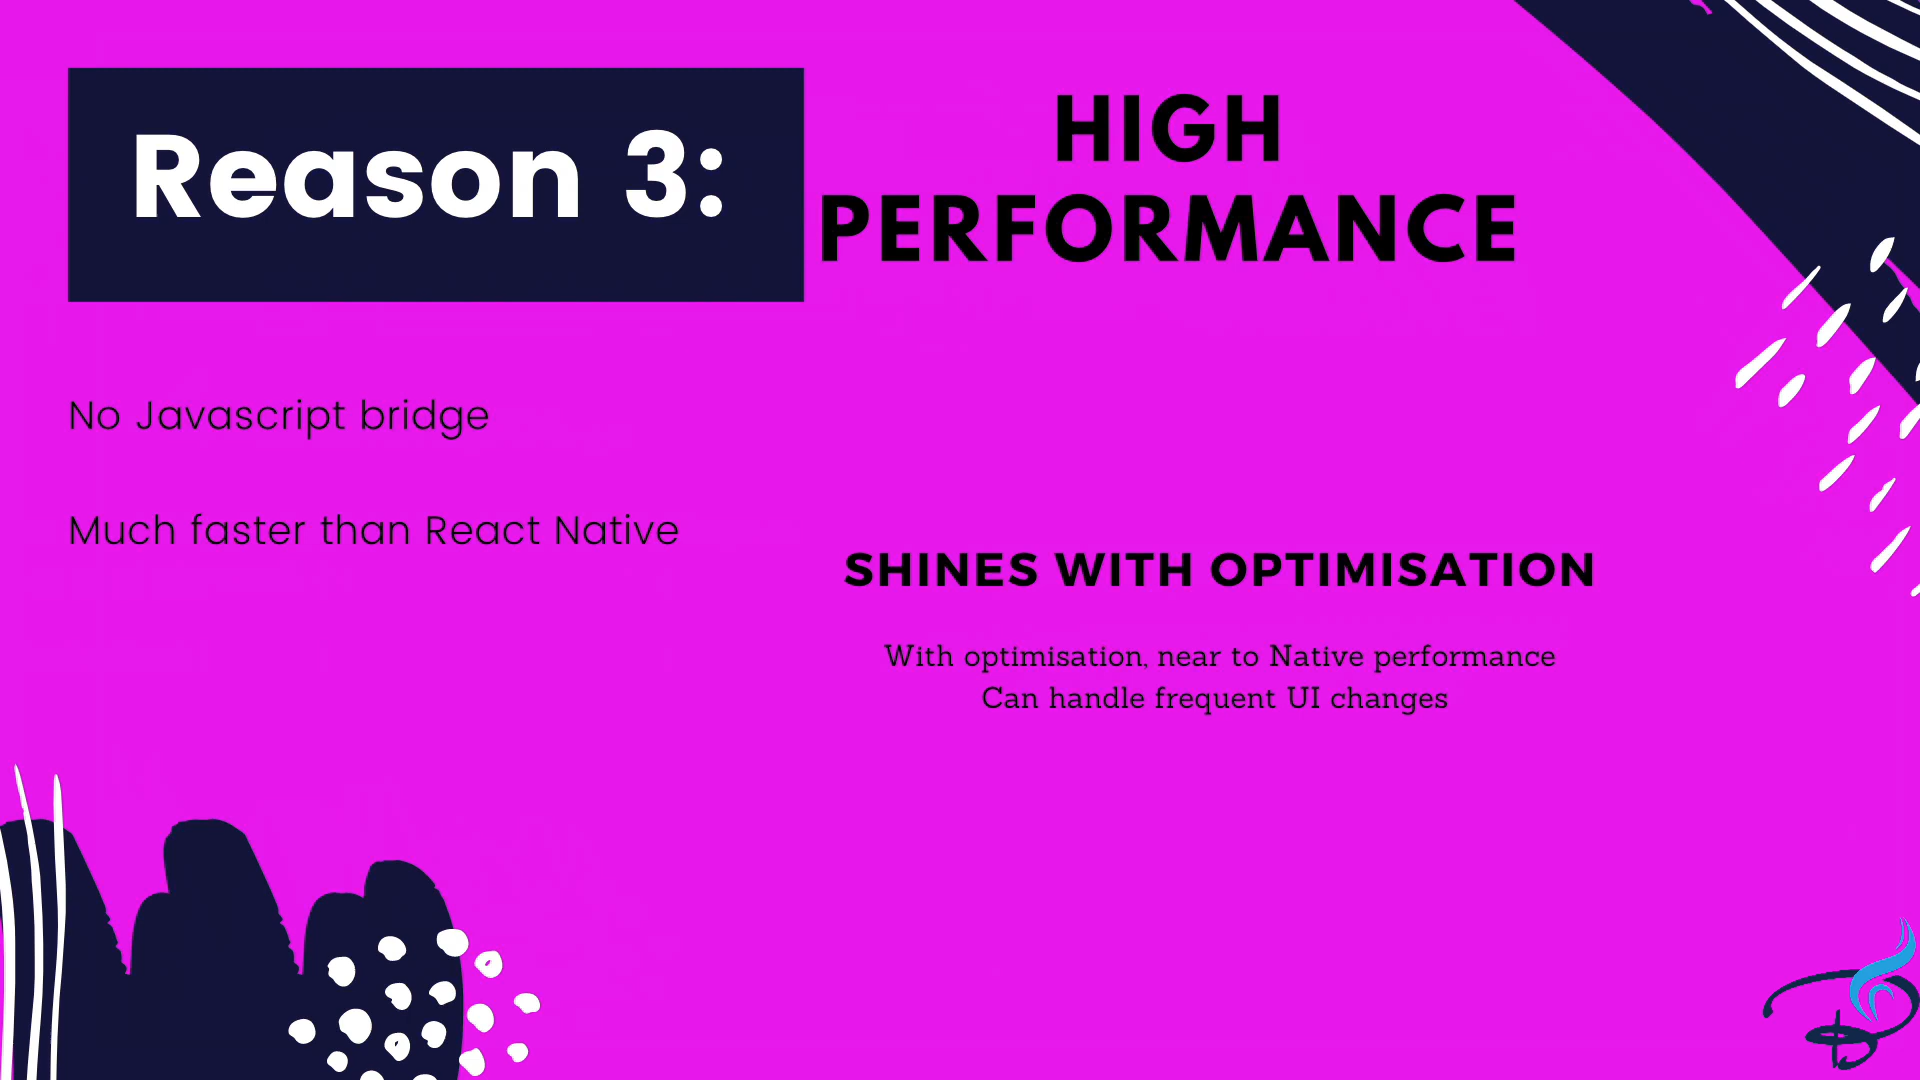 Reason 3:
HIGH
PERFORMANCE
No Javascript bridge
Much faster than React Native
SHINES WITH OPTIMISATION
With optimisation, near to Native performance
Can handle frequent UI changes